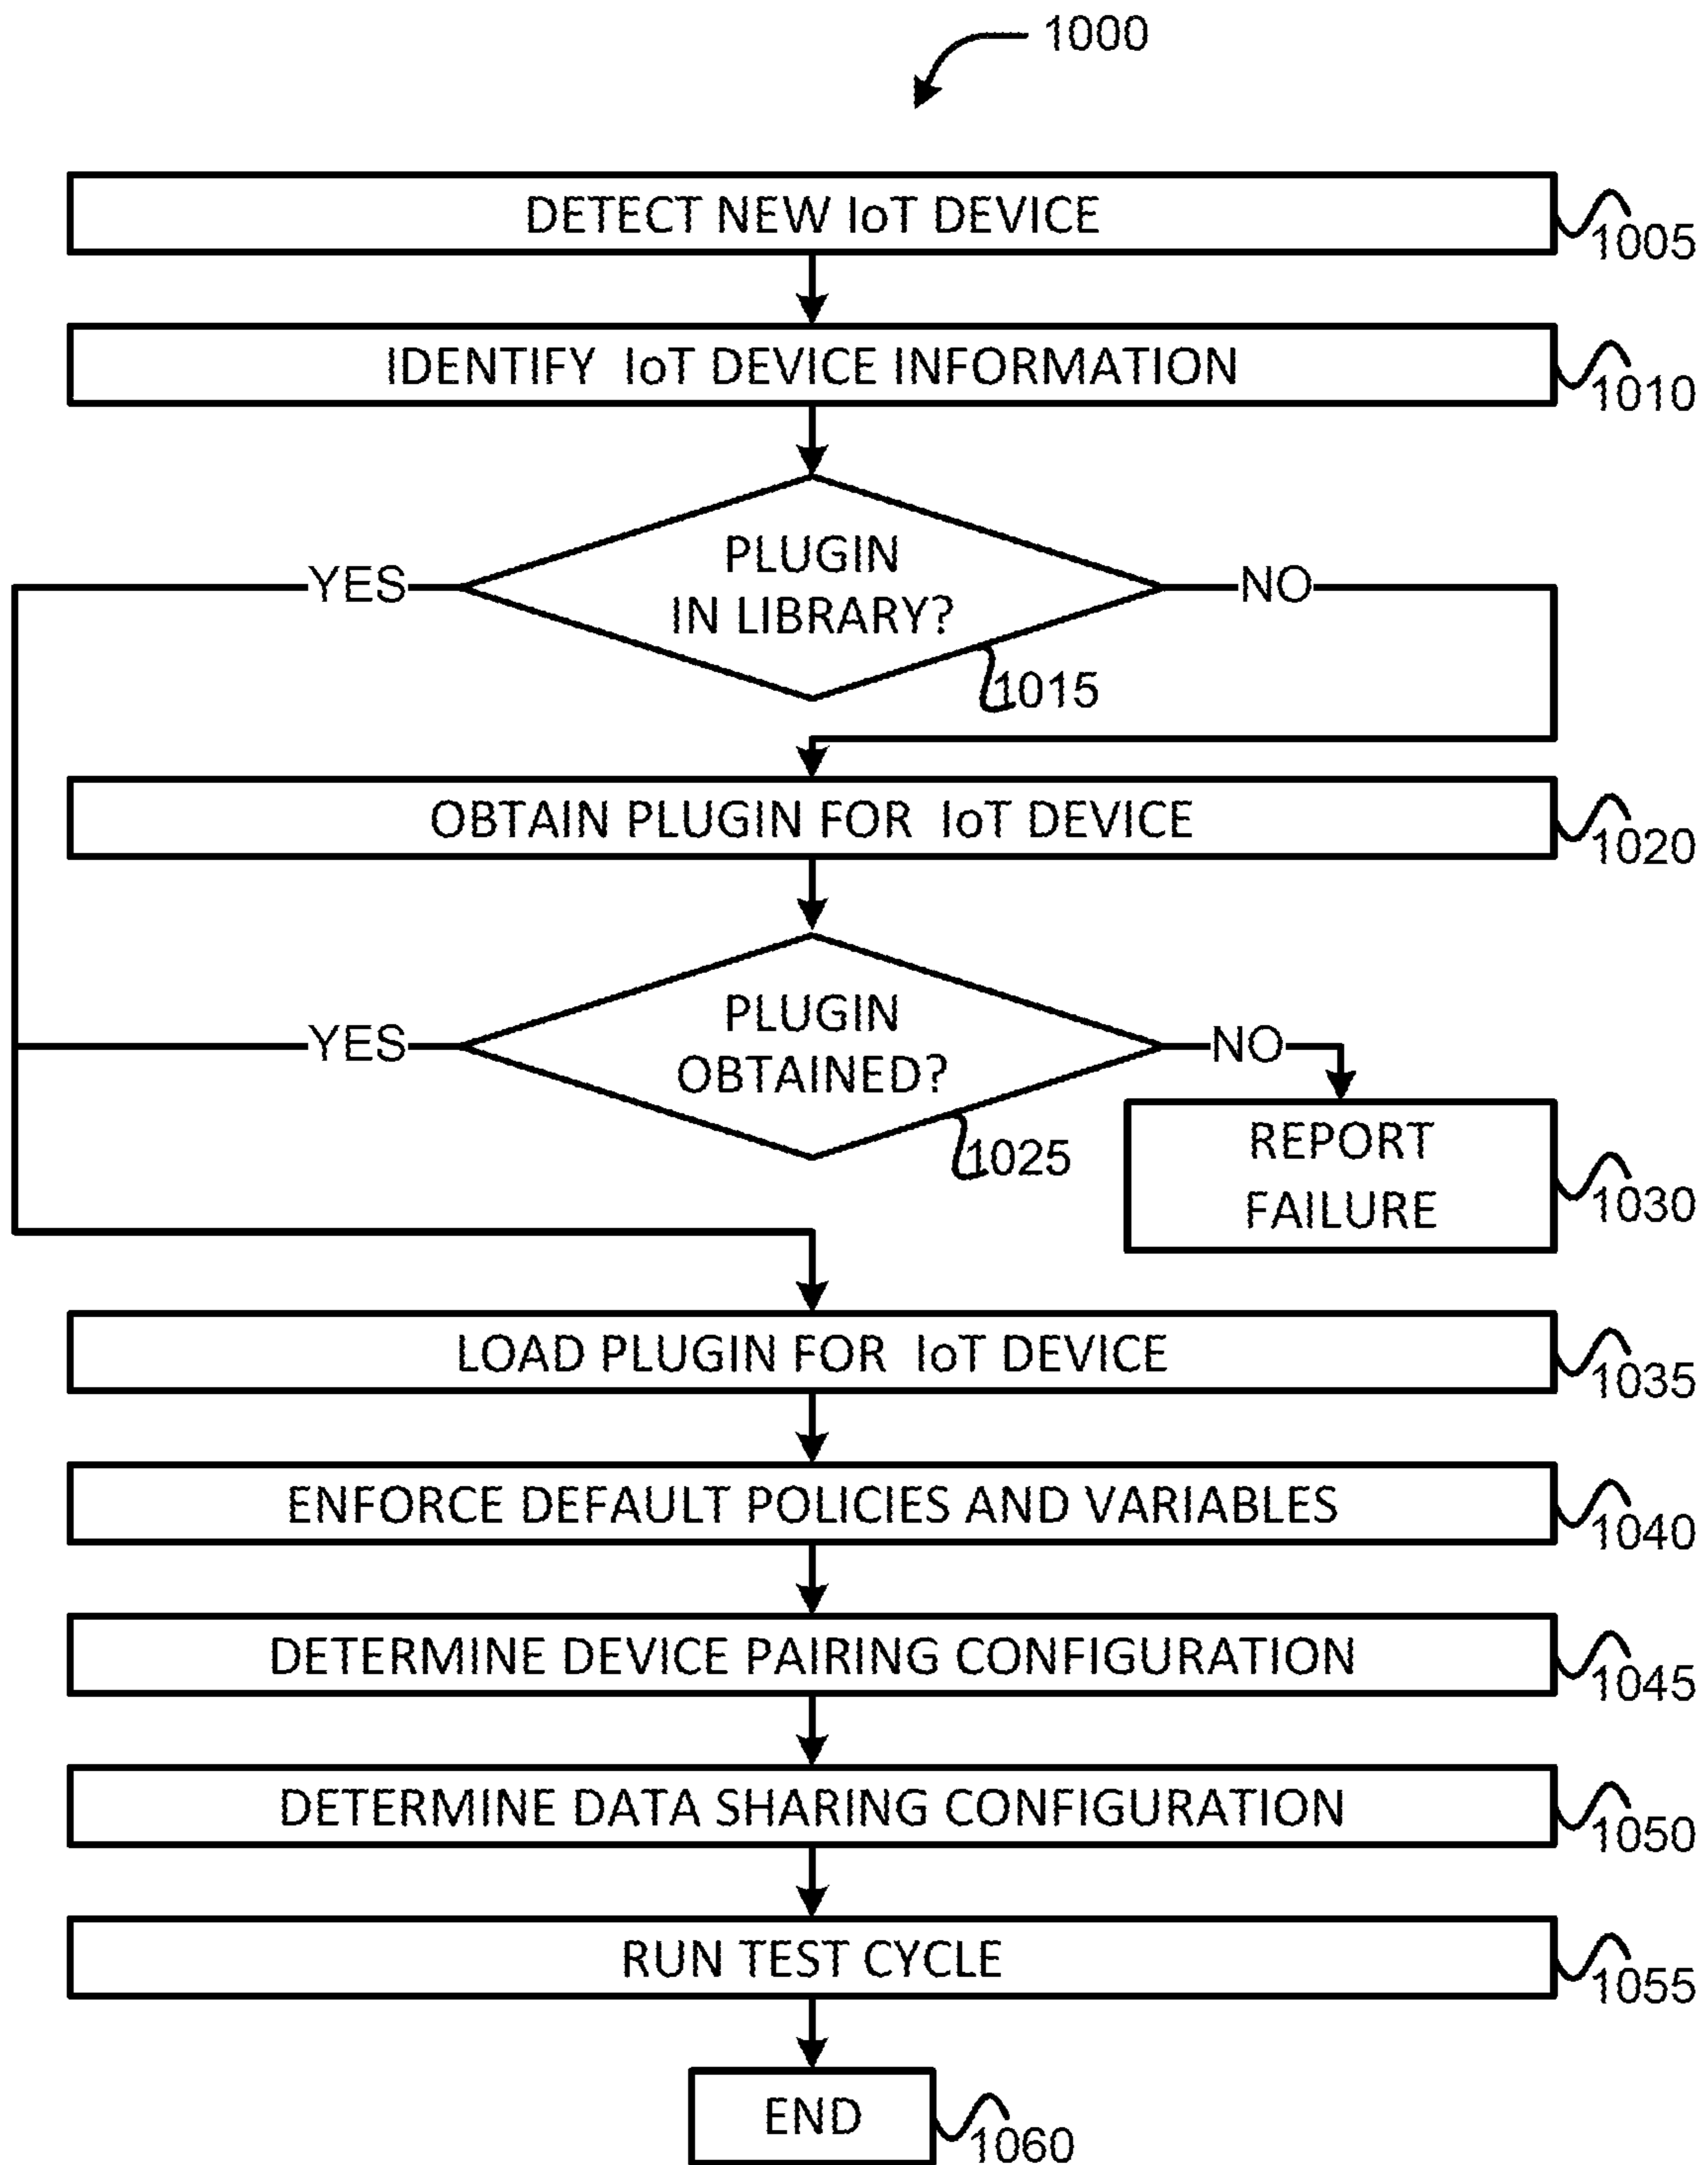 1000
DETECT NEW IoT DEVICE
1005
IDENTIFY IoT DEVICE INFORMATION
1010
PLUGIN
IN LIBRARY?
YES
NO
1015
OBTAIN PLUGIN FOR IoT DEVICE
1020
PLUGIN
OBTAINED?
YES
NO
1025
REPORT
FAILURE
1030
LOAD PLUGIN FOR IoT DEVICE
1035
ENFORCE DEFAULT POLICIES AND VARIABLES
1040
DETERMINE DEVICE PAIRING CONFIGURATION
1045
DETERMINE DATA SHARING CONFIGURATION
1050
RUN TEST CYCLE
1055
END
1060